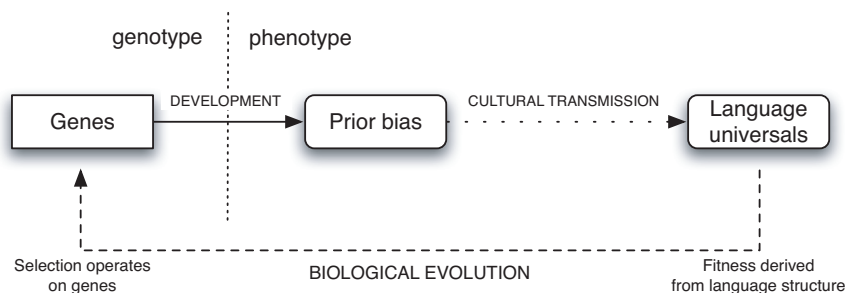 genotype phenotype
DEVELOPMENT CULTURAL TRANSMISSION
Genes Prior bias Language
universals
Selection operates
on genes
BIOLOGICAL EVOLUTION
Fitness derived
from language structure